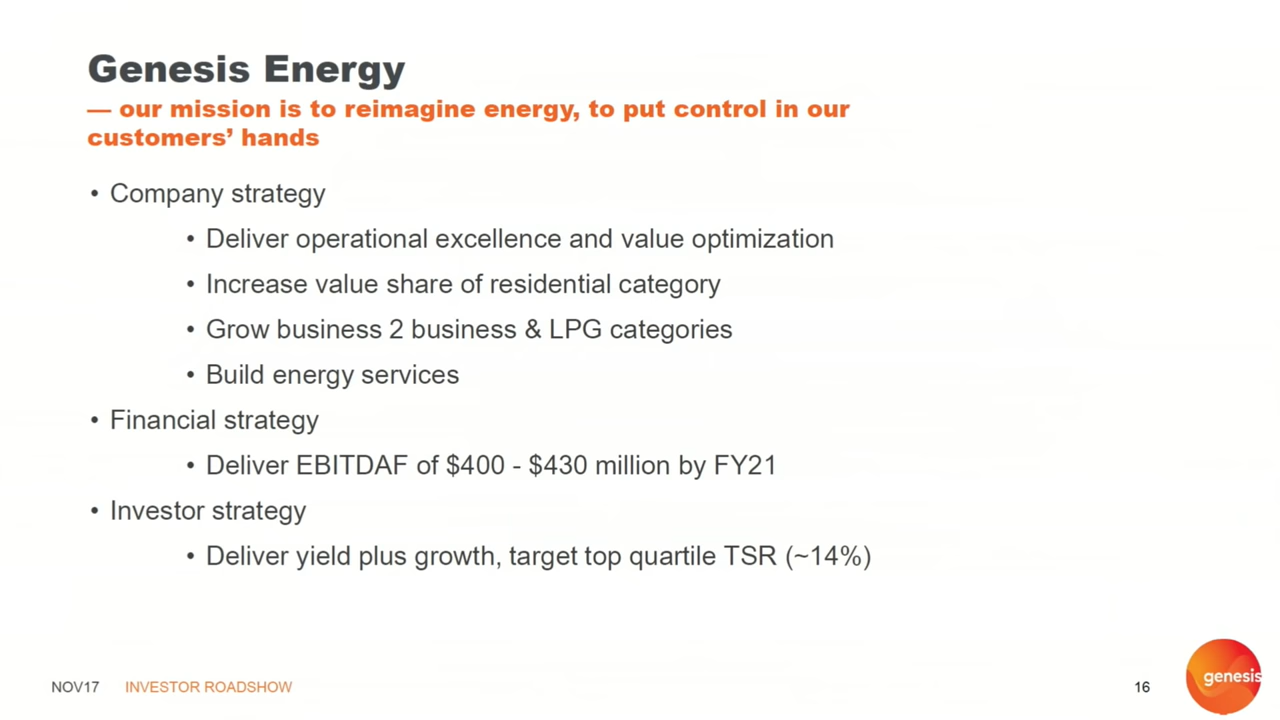 Genesis Energy
— our mission is to reimagine energy, to put control in our
customers’ hands
• Company strategy
• Deliver operational excellence and value optimization
• Increase value share of residential category
• Grow business 2 business & LPG categories
• Build energy services
• Financial strategy
• Deliver EBITDAF of $400 - $430 million by FY21
• Investor strategy
• Deliver yield plus growth, target top quartile TSR (~14%)
NOV17 INVESTOR ROADSHOW 16
genesis